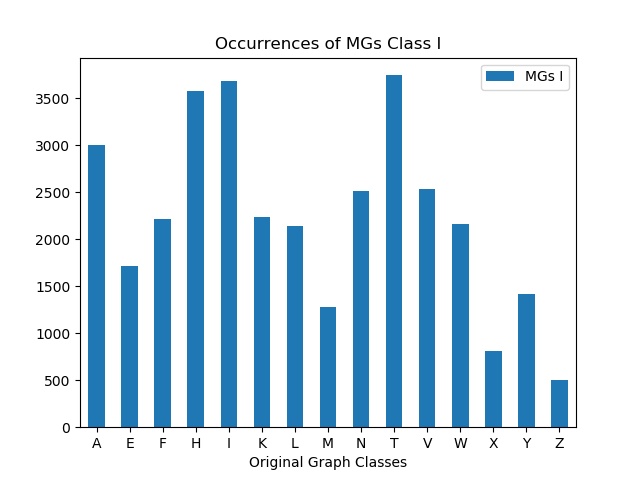 Occurrences of MGs Class I
MGs I
3500
3000
2500
2000
1500
1000
500
0
A E F H I K L M N T V W X Y Z
Original Graph Classes